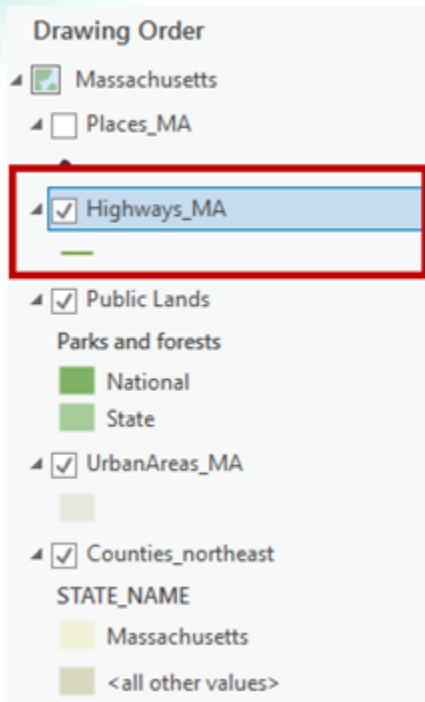 Drawing Order
Massachusetts
Places_MA
Highways_MA
Public Lands
Parks and forests
National
State
UrbanAreas_MA
Counties_northeast
STATE_NAME
Massachusetts
<all other values>